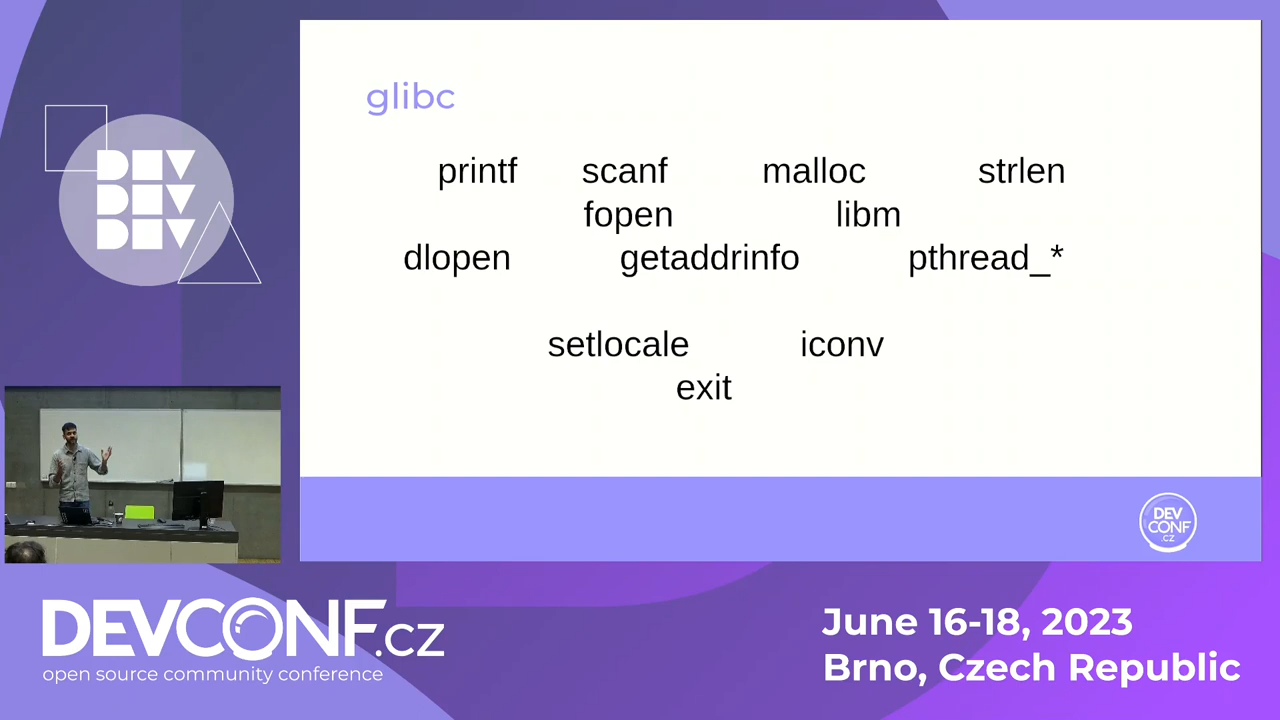 glibc
printf scanf malloc strlen
fopen libm
dlopen getaddrinfo pthread_*
setlocale iconv
exit
DEV
CONF
.CZ
DEV
DEV
DEV
DEVCONF.cz
open source community conference
June 16-18, 2023
Brno, Czech Republic